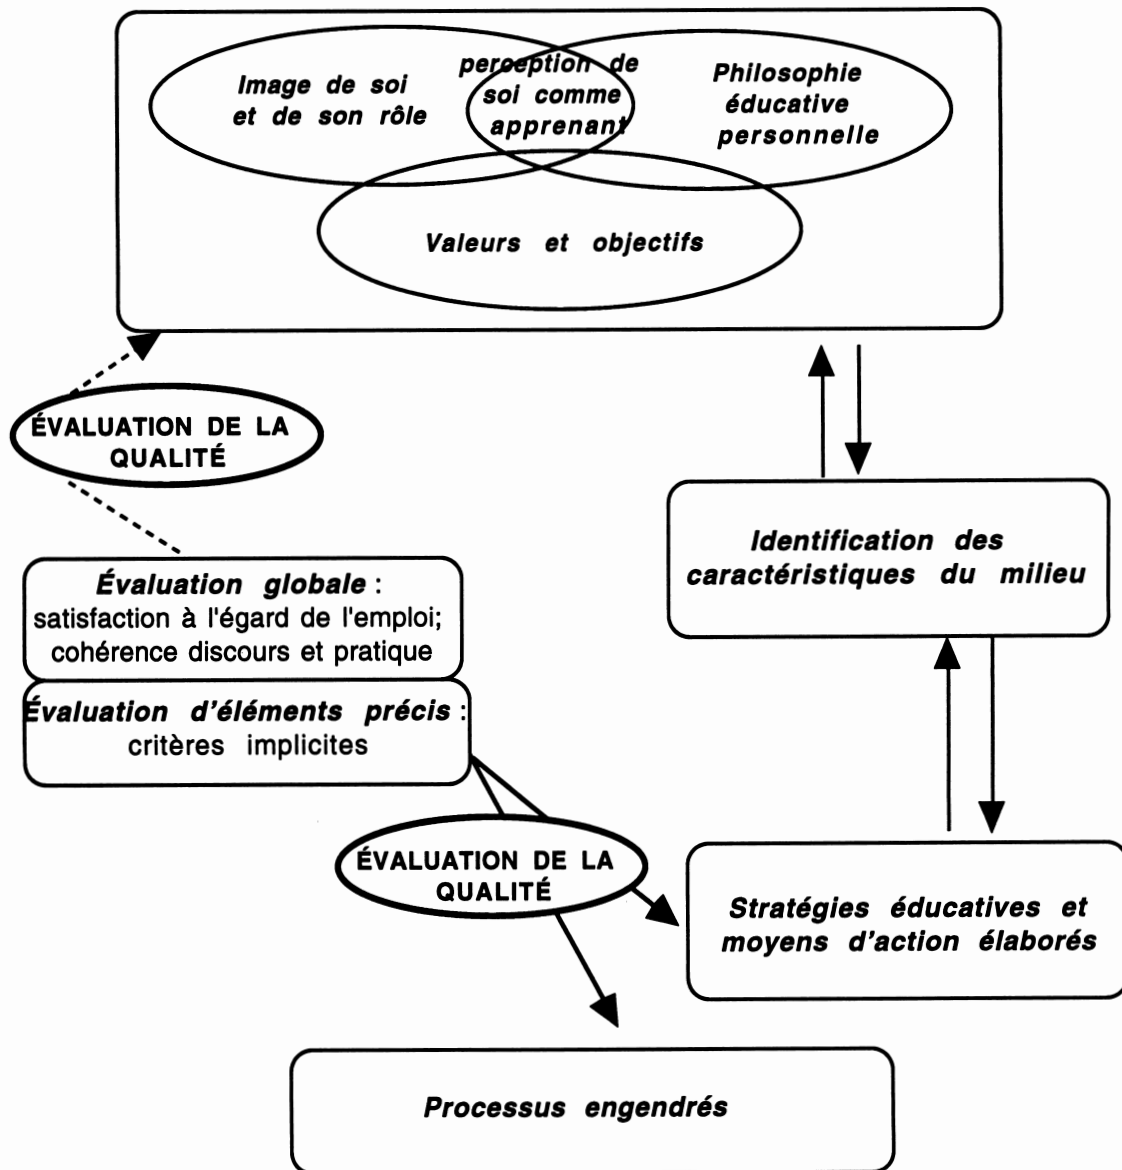 Image de soi
et de son rôle
perception de
soi comme
apprenant
Philosophie
éducative
personnelle
Valeurs et objectifs
ÉVALUATION DE LA
QUALITÉ
Identification des
caractéristiques du milieu
Évaluation globale :
satisfaction à l'égard de l'emploi;
cohérence discours et pratique
Évaluation d'éléments précis :
critères implicites
ÉVALUATION DE LA
QUALITÉ
Stratégies éducatives et
moyens d'action élaborés
Processus engendrés